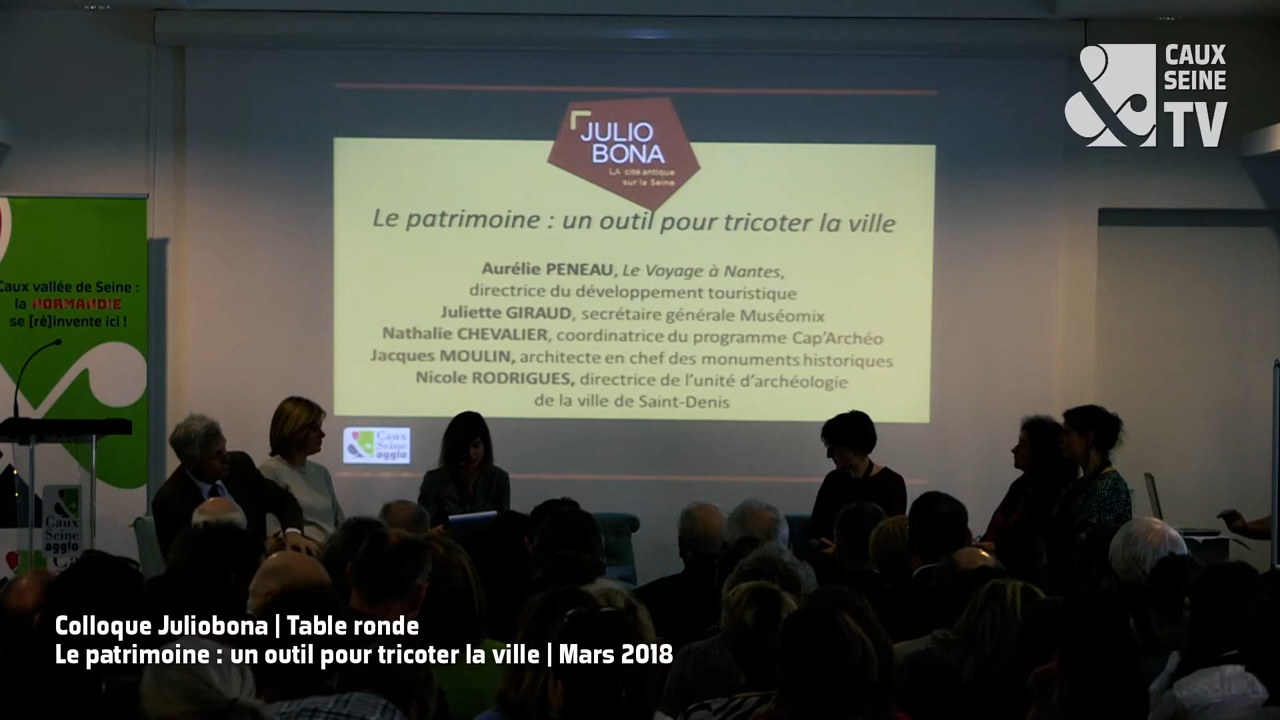 CAUX
SEINE
TV
JULIO
BONA
LA cité antique
sur la Seine
Le patrimoine : un outil pour tricoter la ville
Aurélie PENEAU, Le Voyage à Nantes,
directrice du développement touristique
Juliette GIRAUD, secrétaire générale Muséomix
Nathalie CHEVALIER, coordinatrice du programme Cap'Archéo
Jacques MOULIN, architecte en chef des monuments historiques
Nicole RODRIGUES, directrice de l'unité d'archéologie
de la ville de Saint-Denis
Caux vallée de Seine :
la NORMANDIE
se [ré]invente ici !
Caux
Seine
agglo
Caux
Seine
agglo
Colloque Juliobona | Table ronde
Le patrimoine : un outil pour tricoter la ville | Mars 2018